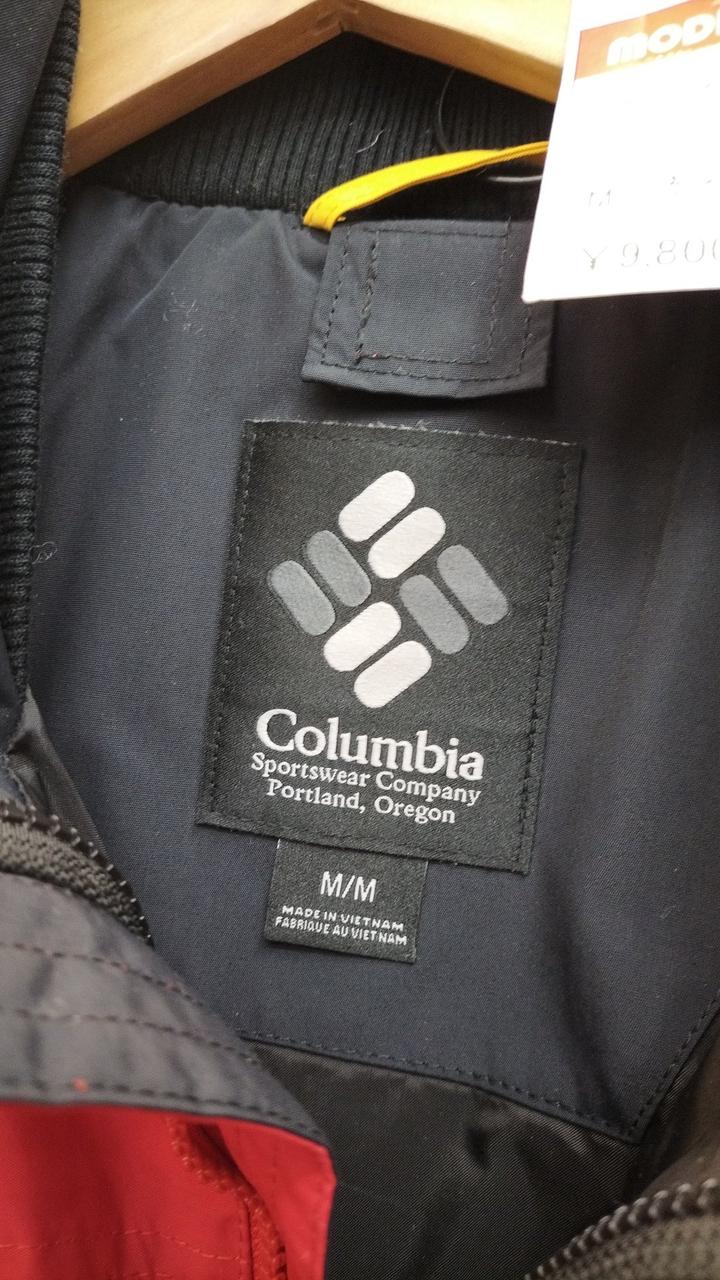 M
¥9,800
Columbia
Sportswear Company
Portland, Oregon
M/M
MADE IN VIETNAM
FABRIQUE AU VIETNAM